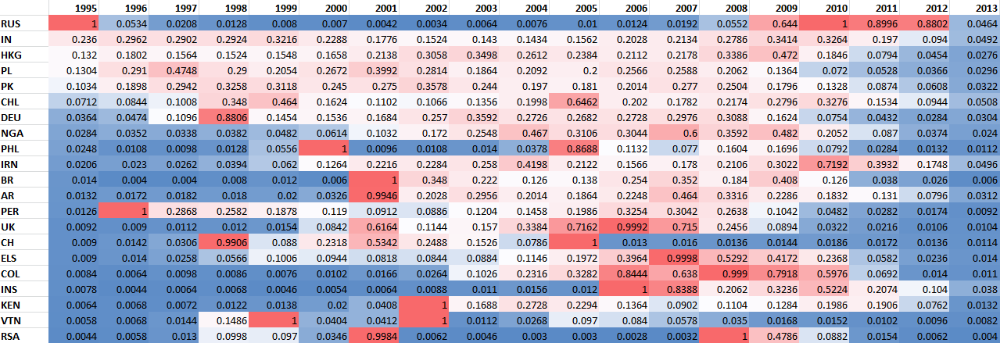 1995 1996 1997 1998 1999 2000 2001 2002 2003 2004 2005 2006 2007 2008 2009 2010 2011 2012 2013
RUS 1 0.0534 0.0208 0.0128 0.008 0.007 0.0042 0.0034 0.0064 0.0076 0.01 0.0124 0.0192 0.0552 0.644 1 0.8996 0.8802 0.0464
IN 0.236 0.2962 0.2902 0.2924 0.3216 0.2288 0.1776 0.1524 0.143 0.1434 0.1562 0.2028 0.2134 0.2786 0.3414 0.3264 0.197 0.094 0.0492
HKG 0.132 0.1802 0.1564 0.1524 0.1548 0.1658 0.2138 0.3058 0.3498 0.2612 0.2384 0.2112 0.2178 0.3386 0.472 0.1846 0.0794 0.0454 0.0276
PL 0.1304 0.291 0.4748 0.29 0.2054 0.2672 0.3992 0.2814 0.1864 0.2092 0.2 0.2566 0.2588 0.2062 0.1364 0.072 0.0528 0.0366 0.0296
PK 0.1034 0.1898 0.2942 0.3258 0.3118 0.245 0.275 0.3578 0.244 0.197 0.181 0.2014 0.277 0.2504 0.1796 0.1328 0.0874 0.0608 0.0322
CHL 0.0712 0.0844 0.1008 0.348 0.464 0.1624 0.1102 0.1066 0.1356 0.1998 0.6462 0.202 0.1782 0.2174 0.2796 0.3276 0.1534 0.0944 0.0508
DEU 0.0364 0.0474 0.1096 0.8806 0.1454 0.1536 0.1684 0.257 0.3592 0.2726 0.2682 0.2728 0.2976 0.3088 0.1624 0.0754 0.0432 0.0284 0.0304
NGA 0.0284 0.0352 0.0338 0.0382 0.0482 0.0614 0.1032 0.172 0.2548 0.467 0.3106 0.3044 0.6 0.3592 0.482 0.2052 0.087 0.0374 0.024
PHL 0.0248 0.0108 0.0098 0.0128 0.0556 1 0.0096 0.0108 0.014 0.0378 0.8688 0.1132 0.077 0.1604 0.1696 0.0792 0.0284 0.0132 0.0112
IRN 0.0206 0.023 0.0262 0.0394 0.062 0.1264 0.2216 0.2284 0.258 0.4198 0.2122 0.1566 0.178 0.2106 0.3022 0.7192 0.3932 0.1748 0.0496
BR 0.014 0.004 0.004 0.008 0.012 0.006 1 0.348 0.222 0.126 0.138 0.254 0.352 0.184 0.408 0.126 0.038 0.026 0.006
AR 0.0132 0.0172 0.0182 0.018 0.02 0.0326 0.9946 0.2028 0.2956 0.2014 0.1864 0.2248 0.464 0.3316 0.2286 0.1832 0.131 0.0796 0.0312
PER 0.0126 1 0.2868 0.2582 0.1878 0.119 0.0912 0.0886 0.1204 0.1458 0.1986 0.3254 0.3042 0.2638 0.1042 0.0482 0.0282 0.0174 0.0092
UK 0.0092 0.009 0.0112 0.012 0.0154 0.0842 0.6164 0.1144 0.157 0.3384 0.7162 0.9992 0.715 0.2456 0.0894 0.0322 0.0216 0.0106 0.0104
CH 0.009 0.0142 0.0306 0.9906 0.088 0.2318 0.5342 0.2488 0.1526 0.0786 1 0.013 0.016 0.0136 0.0144 0.0186 0.0172 0.0136 0.0114
ELS 0.009 0.014 0.0258 0.0566 0.1006 0.0944 0.0818 0.0844 0.0884 0.1146 0.1972 0.3964 0.9998 0.5292 0.4172 0.2368 0.0582 0.0236 0.014
COL 0.0084 0.0064 0.0098 0.0086 0.0076 0.0102 0.0166 0.0264 0.1026 0.2316 0.3282 0.8444 0.638 0.999 0.7918 0.5976 0.0692 0.014 0.011
INS 0.0078 0.0044 0.0064 0.0068 0.0046 0.0054 0.0064 0.0088 0.011 0.0156 0.012 1 0.8388 0.2062 0.3236 0.5224 0.2074 0.104 0.038
KEN 0.0064 0.0068 0.0072 0.0122 0.0138 0.02 0.0408 1 0.1688 0.2728 0.2294 0.1364 0.0902 0.1104 0.1284 0.1986 0.1906 0.0762 0.0132
VTN 0.0058 0.0068 0.0144 0.1486 1 0.0404 0.0412 1 0.0112 0.0268 0.097 0.084 0.0578 0.035 0.0168 0.0152 0.0102 0.0096 0.0082
RSA 0.0044 0.0058 0.013 0.0998 0.097 0.0346 0.9984 0.0062 0.0046 0.003 0.003 0.0028 0.0032 1 0.4786 0.0882 0.0154 0.0062 0.004